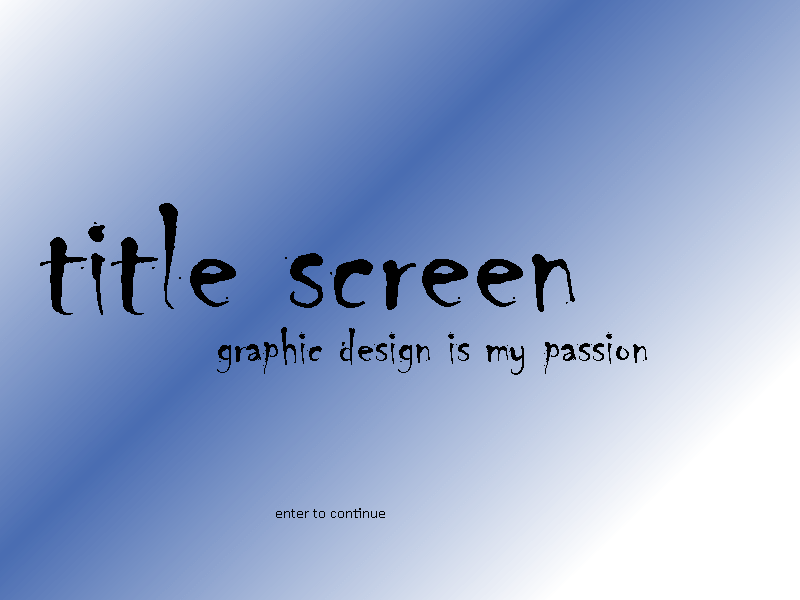 title screen
graphic design is my passion
enter to continue